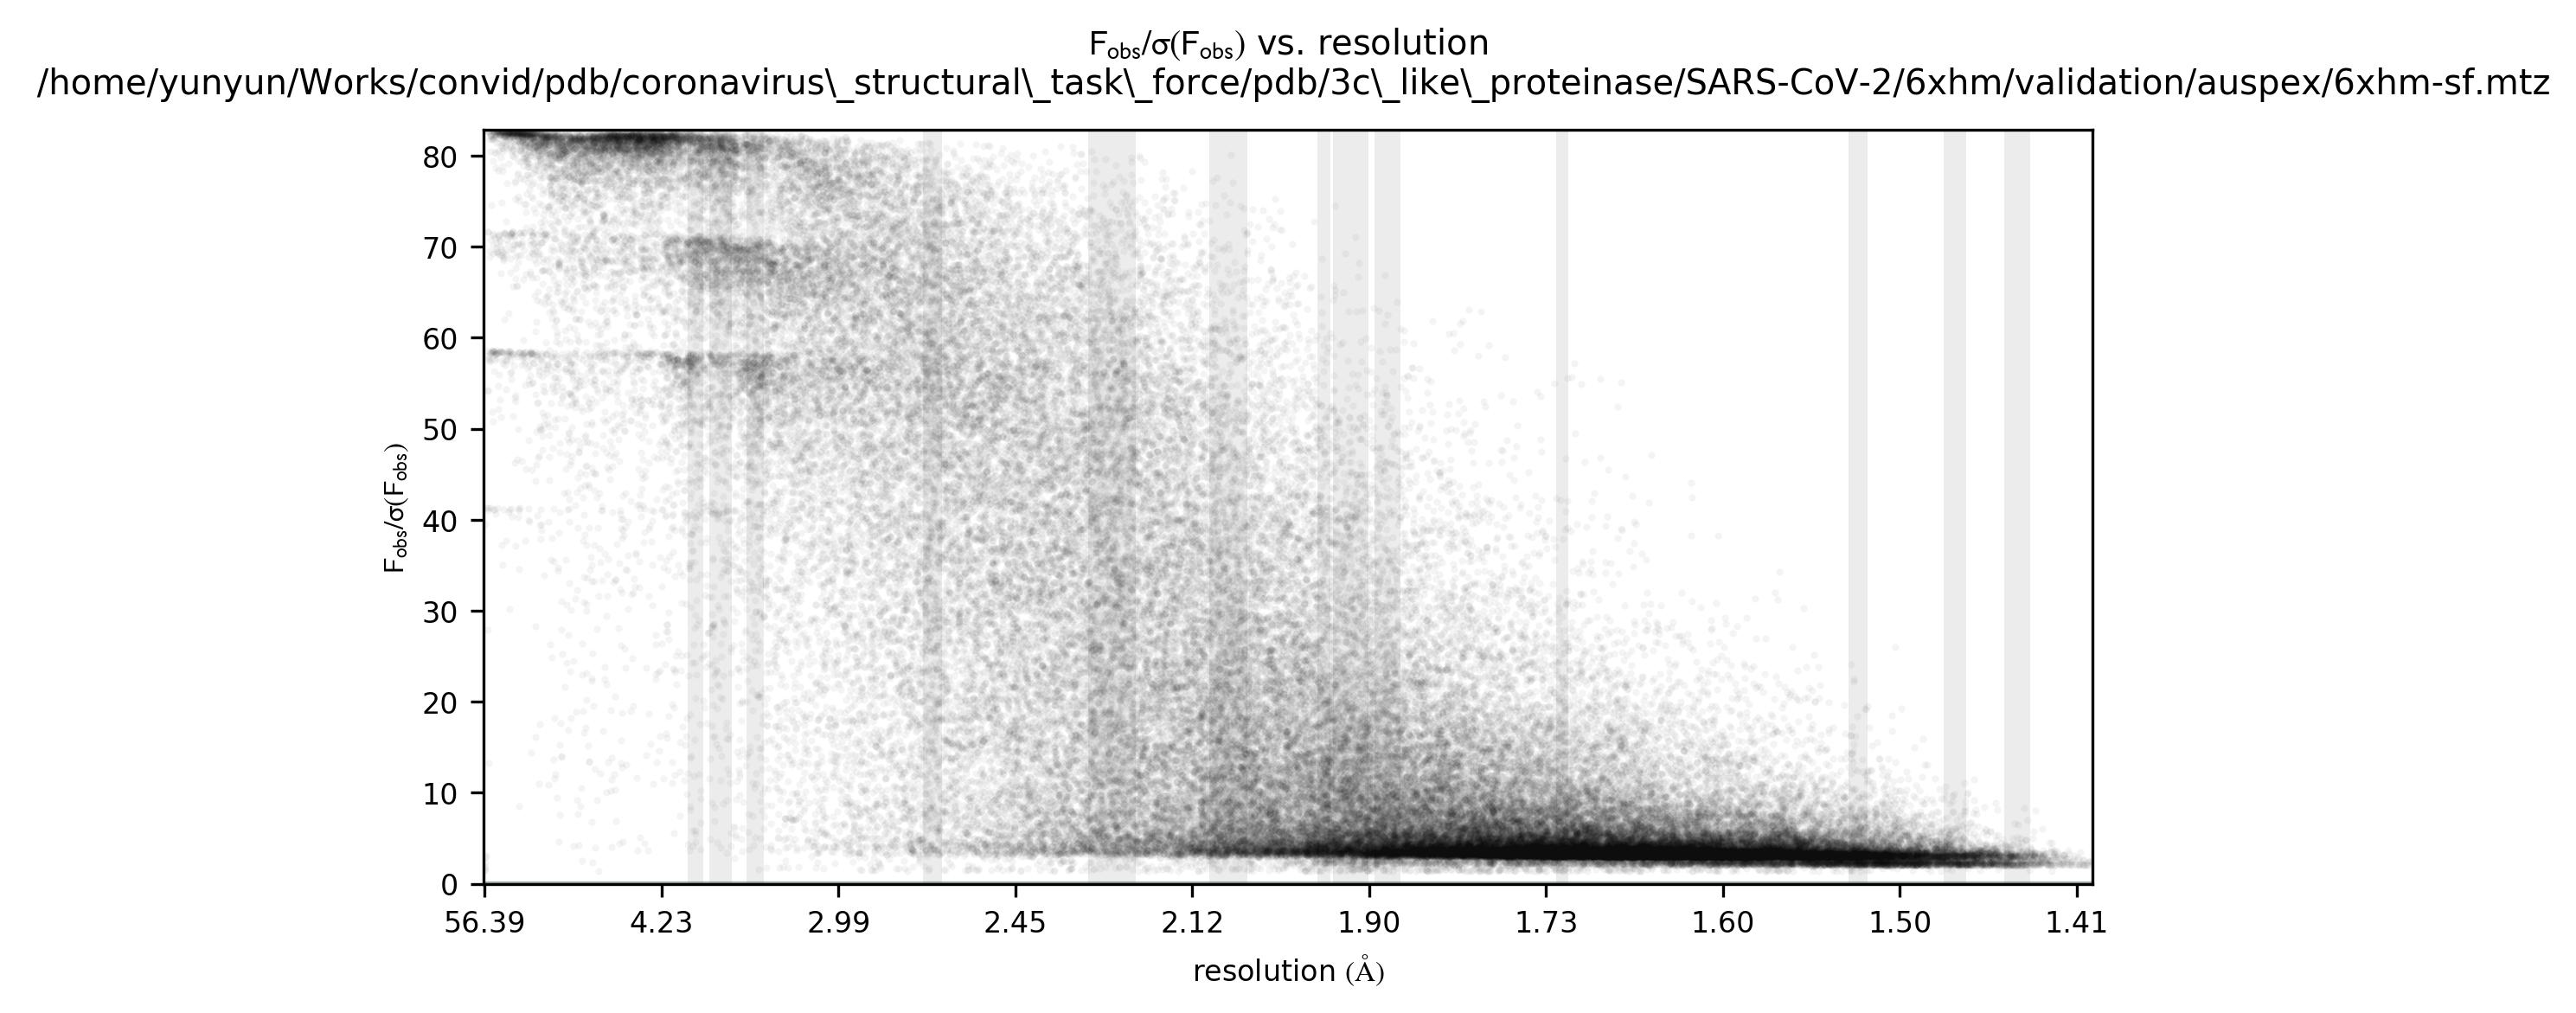 Fobs/σ(Fobs) vs. resolution
/home/yunyun/Works/convid/pdb/coronavirus\_structural\_task\_force/pdb/3c\_like\_proteinase/SARS-CoV-2/6xhm/validation/auspex/6xhm-sf.mtz
Fobs/σ(Fobs)
80
70
60
50
40
30
20
10
0
56.39 4.23 2.99 2.45 2.12 1.90 1.73 1.60 1.50 1.41
resolution (Å)